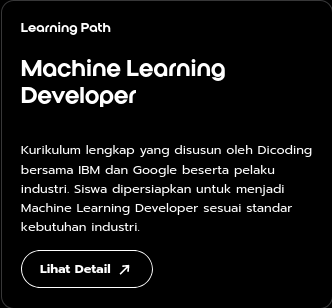 Learning Path
Machine Learning
Developer
Kurikulum lengkap yang disusun oleh Dicoding
bersama IBM dan Google beserta pelaku
industri. Siswa dipersiapkan untuk menjadi
Machine Learning Developer sesuai standar
kebutuhan industri.
Lihat Detail